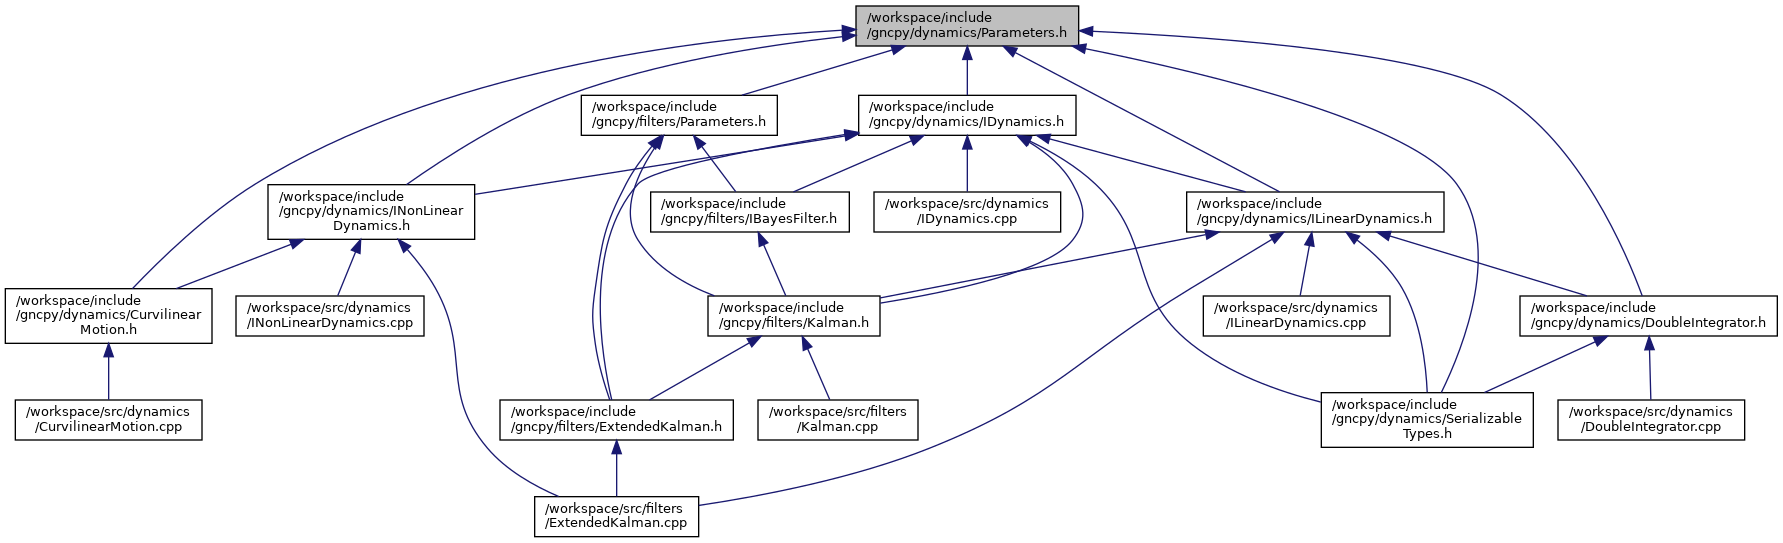 /workspace/include
/gncpy/dynamics/Parameters.h
/workspace/include
/gncpy/filters/Parameters.h
/workspace/include
/gncpy/dynamics/IDynamics.h
/workspace/include
/gncpy/dynamics/INonLinear
Dynamics.h
/workspace/include
/gncpy/filters/IBayesFilter.h
/workspace/src/dynamics
/IDynamics.cpp
/workspace/include
/gncpy/dynamics/ILinearDynamics.h
/workspace/include
/gncpy/dynamics/Curvilinear
Motion.h
/workspace/src/dynamics
/INonLinearDynamics.cpp
/workspace/include
/gncpy/filters/Kalman.h
/workspace/src/dynamics
/ILinearDynamics.cpp
/workspace/include
/gncpy/dynamics/DoubleIntegrator.h
/workspace/src/dynamics
/CurvilinearMotion.cpp
/workspace/include
/gncpy/filters/ExtendedKalman.h
/workspace/src/filters
/Kalman.cpp
/workspace/include
/gncpy/dynamics/Serializable
Types.h
/workspace/src/dynamics
/DoubleIntegrator.cpp
/workspace/src/filters
/ExtendedKalman.cpp